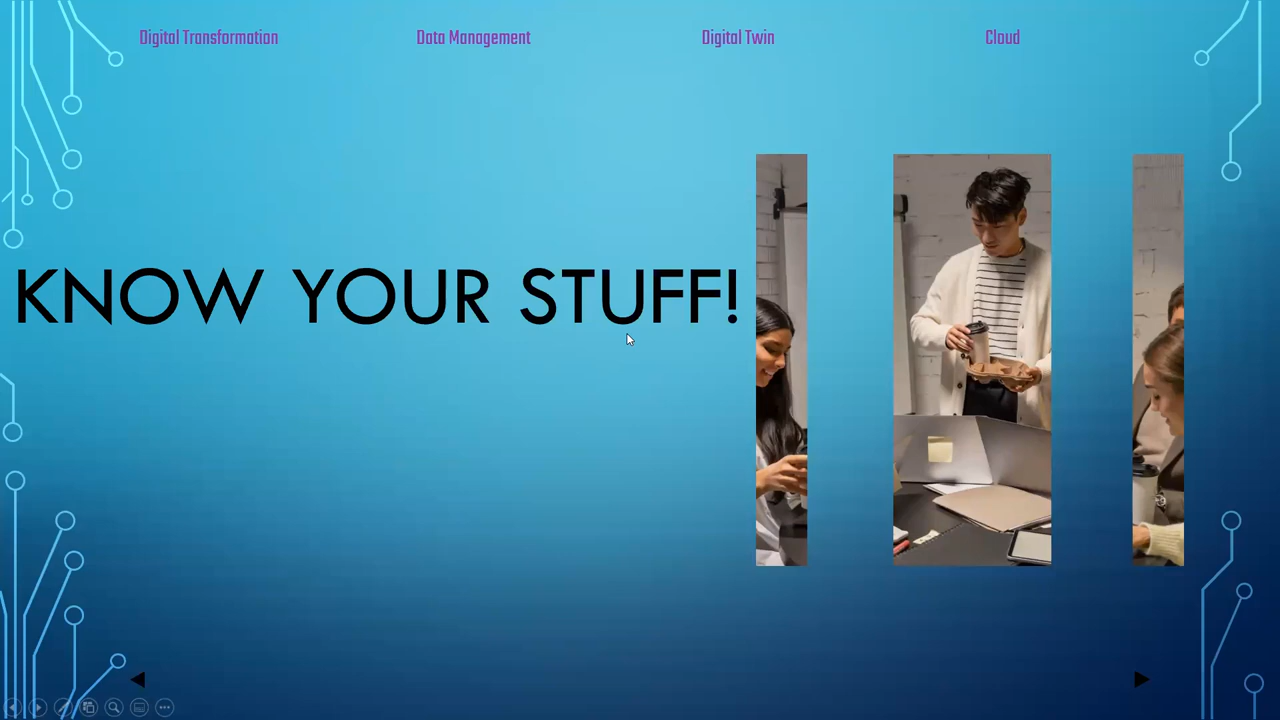 Digital Transformation
Data Management
Digital Twin
Cloud
KNOW YOUR STUFF!